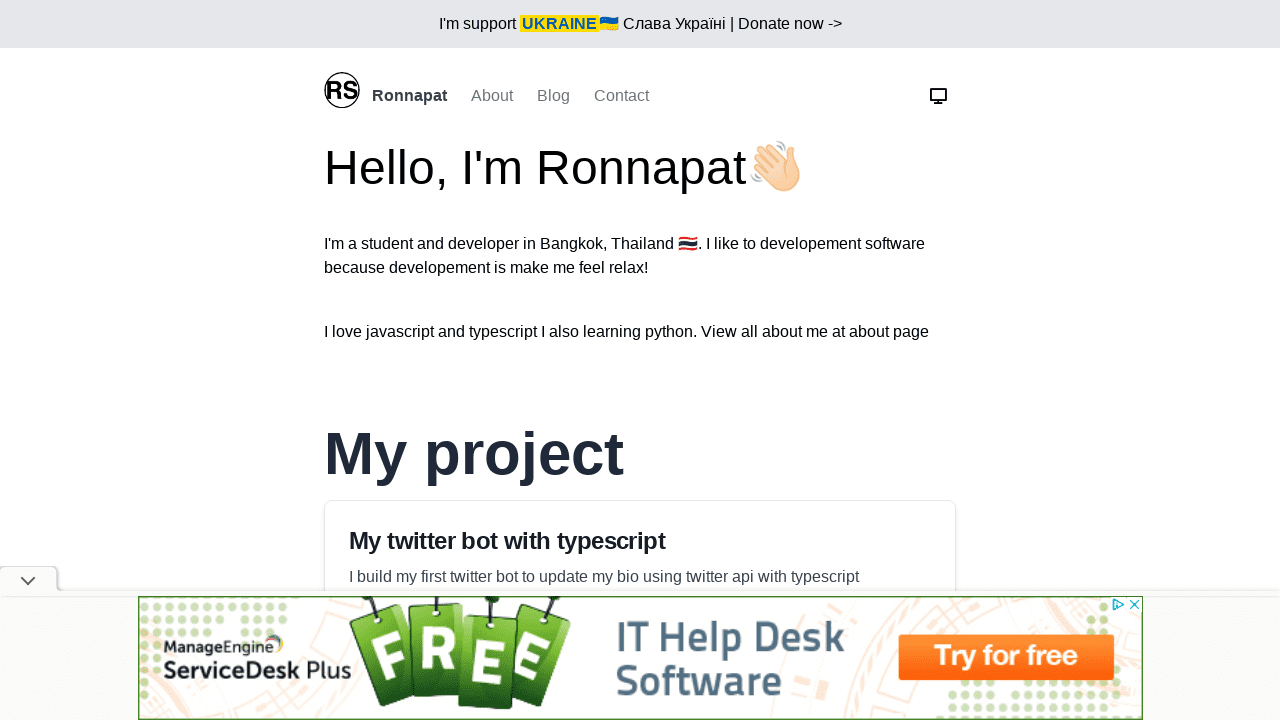 I'm support UKRAINE🇺🇦 Слава Україні | Donate now ->
RS Ronnapat About Blog Contact
Hello, I'm Ronnapat👋🏻
I'm a student and developer in Bangkok, Thailand 🇹🇭. I like to developement software
because developement is make me feel relax!
I love javascript and typescript I also learning python. View all about me at about page
My project
My twitter bot with typescript
I build my first twitter bot to update my bio using twitter api with typescript
ManageEngine
ServiceDesk Plus
FREE
IT Help Desk
Software
Try for free